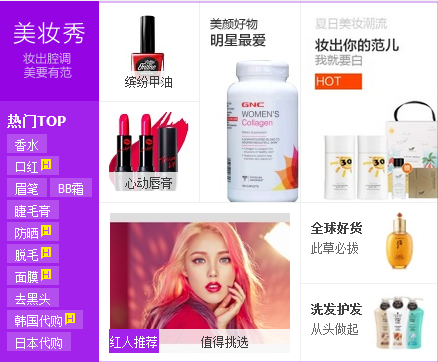 美妆秀
妆出腔调
美要有范
热门TOP
香水
口红 H
眉笔 BB霜
睫毛膏
防晒 H
脱毛 H
面膜 H
去黑头
韩国代购 H
日本代购
缤纷甲油
心动唇膏
美颜好物
明星最爱
GNC
WOMEN'S
Collagen
夏日美妆潮流
妆出你的范儿
我就要白
HOT
30
30
红人推荐
值得挑选
全球好货
此草必拔
洗发护发
从头做起